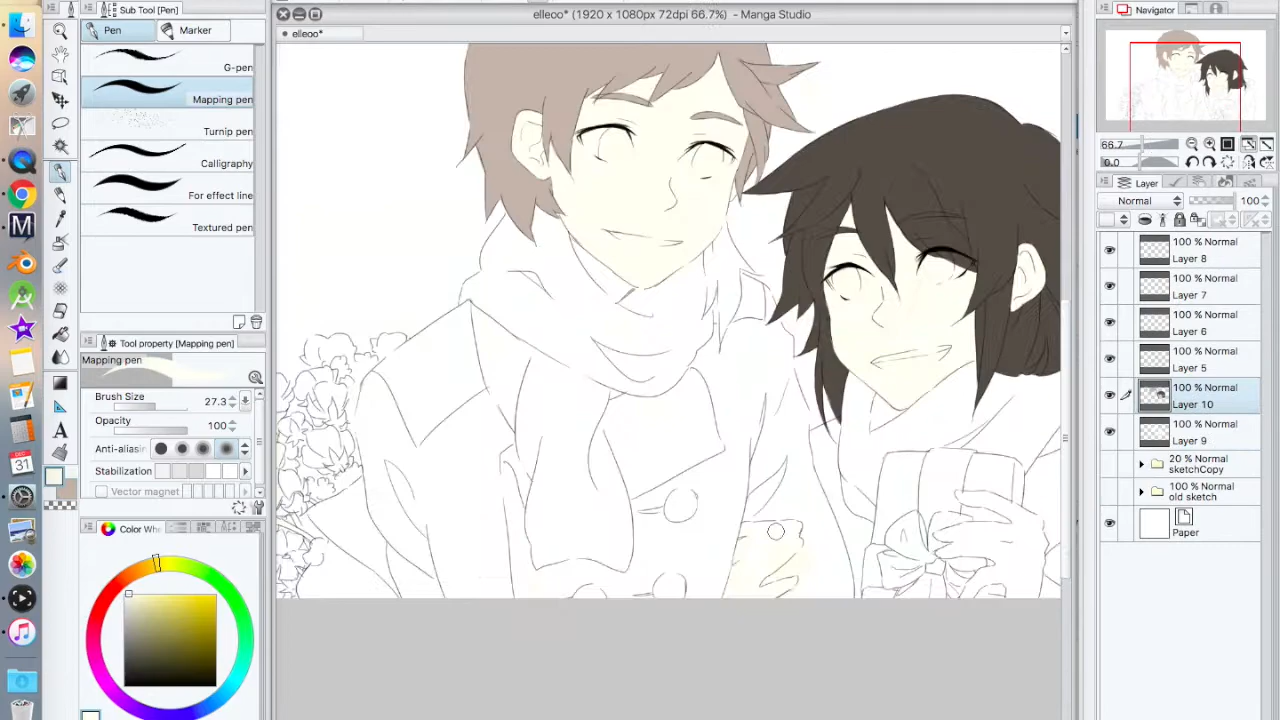 Sub Tool [Pen]
elleoo* (1920 x 1080px 72dpi 66.7%) - Manga Studio
Navigator
Pen
Marker
elleoo*
G-pen
Mapping pen
Turnip pen
Calligraphy
For effect line
Textured pen
66.7
0.0
Layer
Normal
100
100 % Normal
Layer 8
100 % Normal
Layer 7
100 % Normal
Layer 6
100 % Normal
Layer 5
100 % Normal
Layer 10
100 % Normal
Layer 9
20 % Normal
sketchCopy
100 % Normal
old sketch
Paper
Tool property [Mapping pen]
Mapping pen
Brush Size
27.3
Opacity
100
Anti-aliasing
Stabilization
Vector magnet
Color Whe
A
M
DEC
31